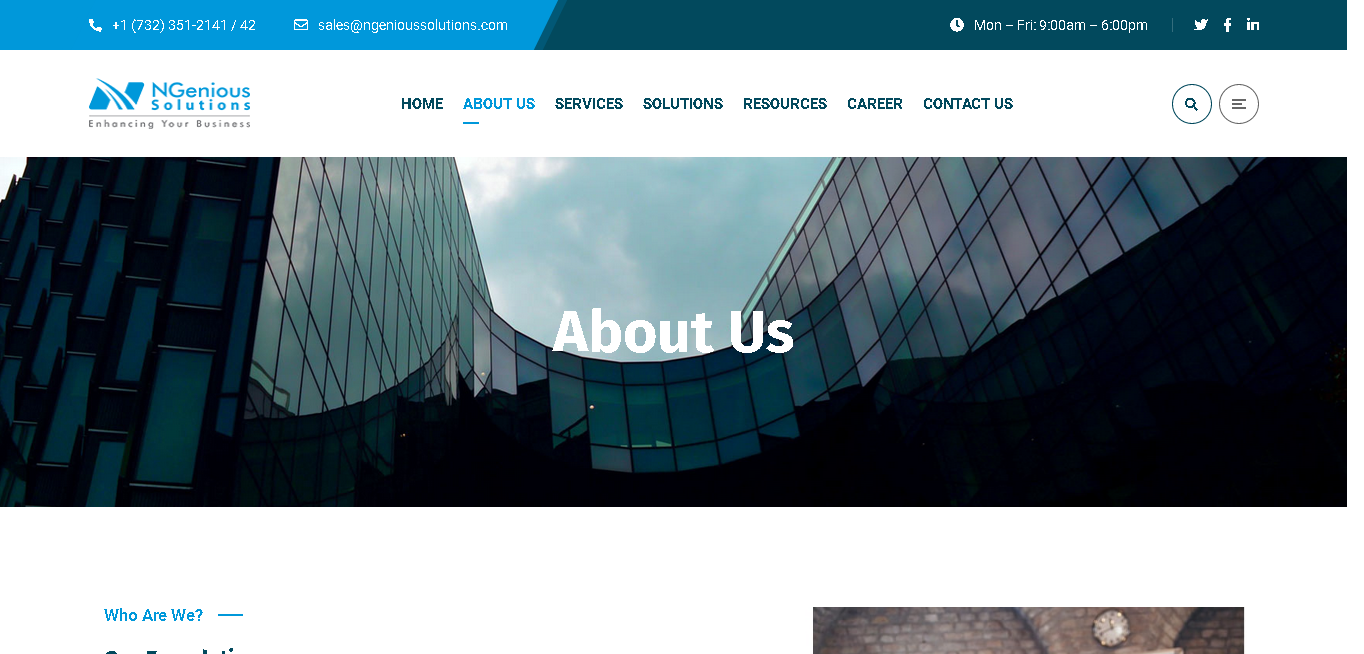 +1 (732) 351-2141 / 42 sales@ngenioussolutions.com Mon – Fri: 9:00am – 6:00pm
NGenious
Solutions
Enhancing Your Business
HOME ABOUT US SERVICES SOLUTIONS RESOURCES CAREER CONTACT US
About Us
Who Are We?